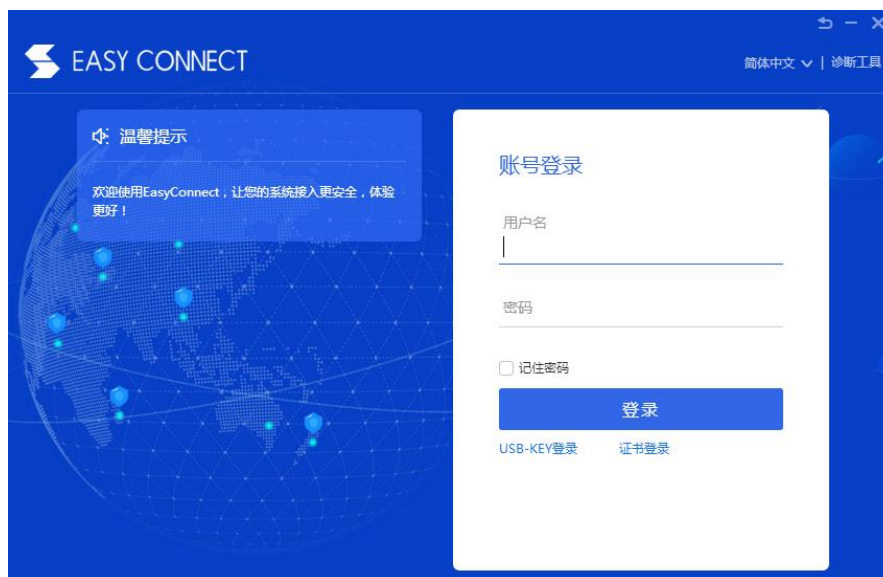 EASY CONNECT
简体中文 | 诊断工具
温馨提示
欢迎使用EasyConnect，让您的系统接入更安全，体验
更好！
账号登录
用户名
密码
记住密码
登录
USB-KEY登录 证书登录